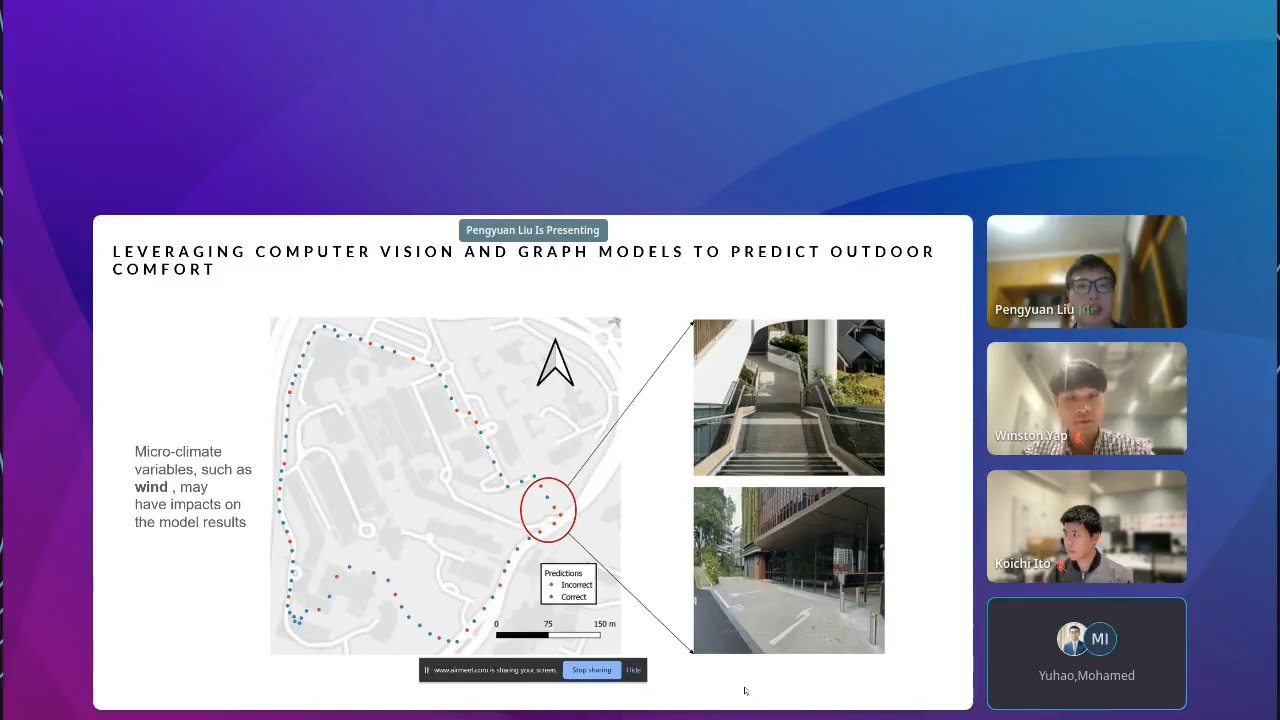 Pengyuan Liu Is Presenting
LEVERAGING COMPUTER VISION AND GRAPH MODELS TO PREDICT OUTDOOR
COMFORT
Micro-climate
variables, such as
wind , may
have impacts on
the model results
Predictions
Incorrect
Correct
0 75 150 m
www.airmeet.com is sharing your screen. Stop sharing Hide
Pengyuan Liu
Winston Yap
Koichi Ito
MI
Yuhao,Mohamed